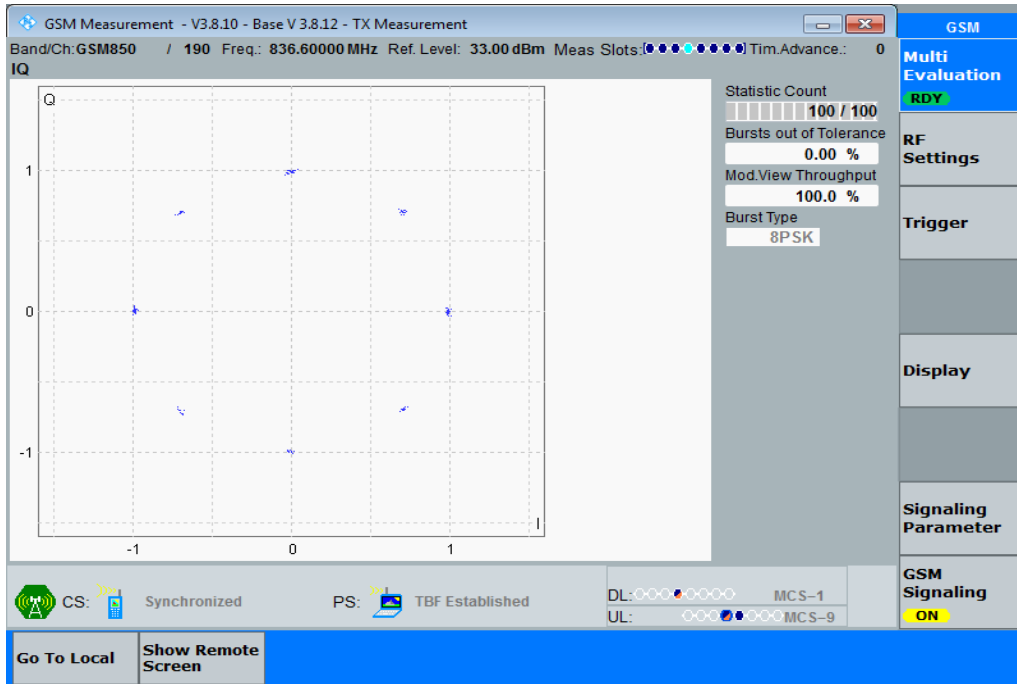 GSM Measurement - V3.8.10 - Base V 3.8.12 - TX Measurement
GSM
Band/Ch:GSM850 / 190 Freq.: 836.60000 MHz Ref. Level: 33.00 dBm Meas Slots: Tim.Advance.: 0
IQ
Multi
Evaluation
RDY
Q
Statistic Count
100 / 100
Bursts out of Tolerance
0.00 %
Mod.View Throughput
100.0 %
Burst Type
8PSK
RF
Settings
Trigger
Display
Signaling
Parameter
GSM
Signaling
ON
1
0
-1
I
-1 0 1
CS: Synchronized PS: TBF Established
DL: MCS-1
UL: MCS-9
Go To Local
Show Remote
Screen